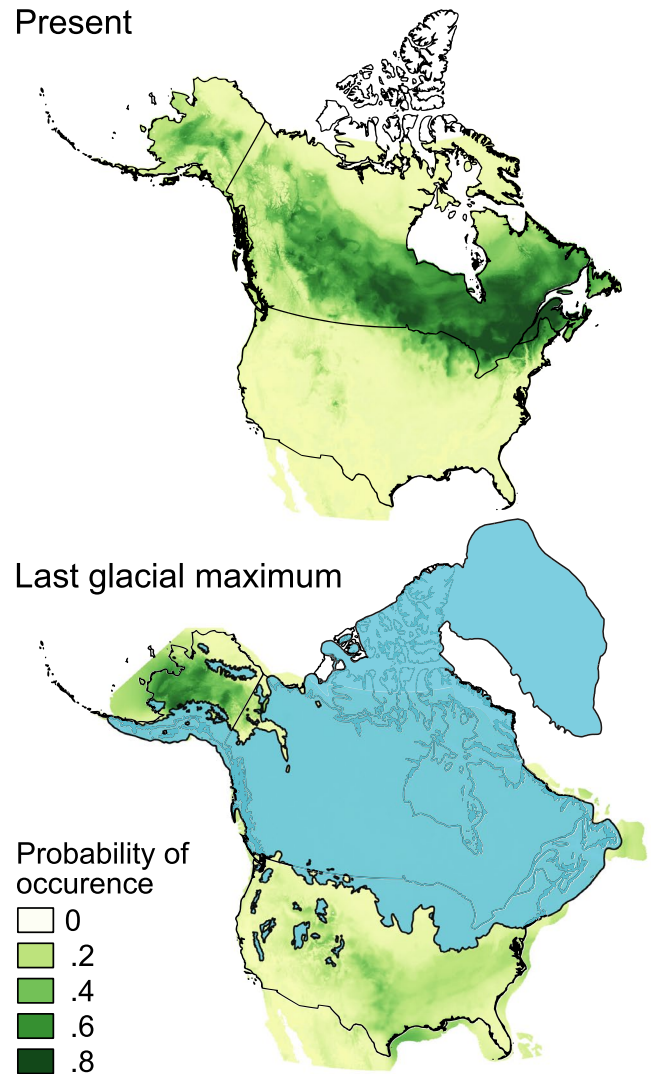 Present
Last glacial maximum
Probability of
occurence
0
.2
.4
.6
.8